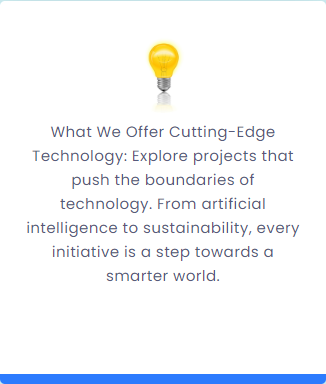 What We Offer Cutting-Edge
Technology: Explore projects that
push the boundaries of
technology. From artificial
intelligence to sustainability, every
initiative is a step towards a
smarter world.